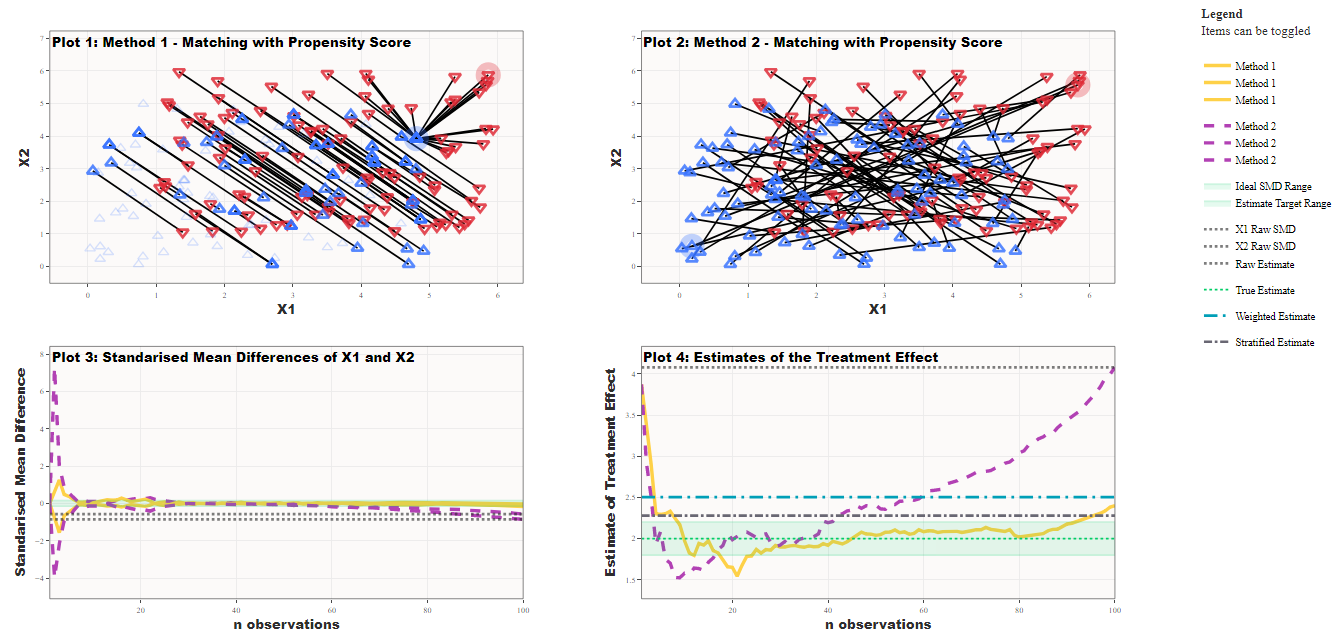 Plot 1: Method 1 - Matching with Propensity Score
7
6
5
4
3
2
1
0
X2
0
1
2
3
4
5
6
X1
Plot 2: Method 2 - Matching with Propensity Score
7
6
5
4
3
2
1
0
X2
0
1
2
3
4
5
6
X1
Legend
Items can be toggled
Method 1
Method 1
Method 1
Method 2
Method 2
Method 2
Ideal SMD Range
Estimate Target Range
X1 Raw SMD
X2 Raw SMD
Raw Estimate
True Estimate
Weighted Estimate
Stratified Estimate
Plot 3: Standarised Mean Differences of X1 and X2
8
6
4
2
0
−2
−4
Standarised Mean Difference
20
40
60
80
100
n observations
Plot 4: Estimates of the Treatment Effect
4
3.5
3
2.5
2
1.5
Estimate of Treatment Effect
20
40
60
80
100
n observations